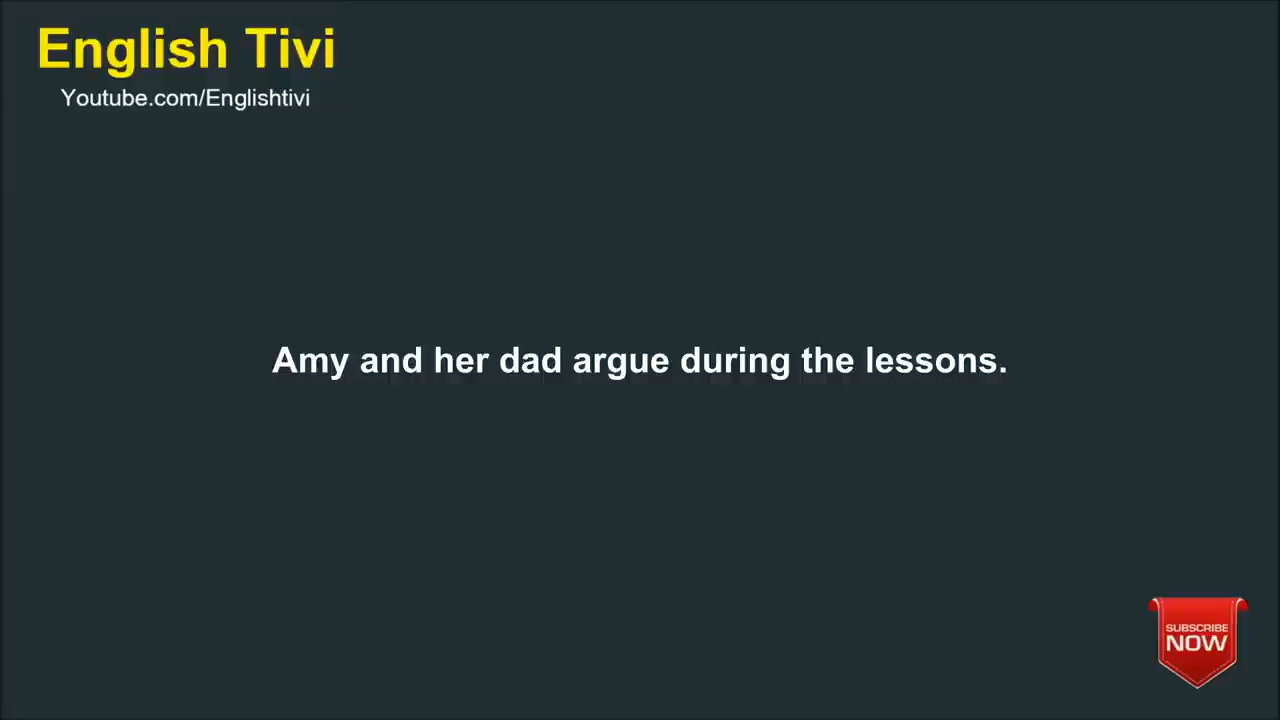 English Tivi
Youtube.com/Englishtivi
Amy and her dad argue during the lessons.
SUBSCRIBE
NOW